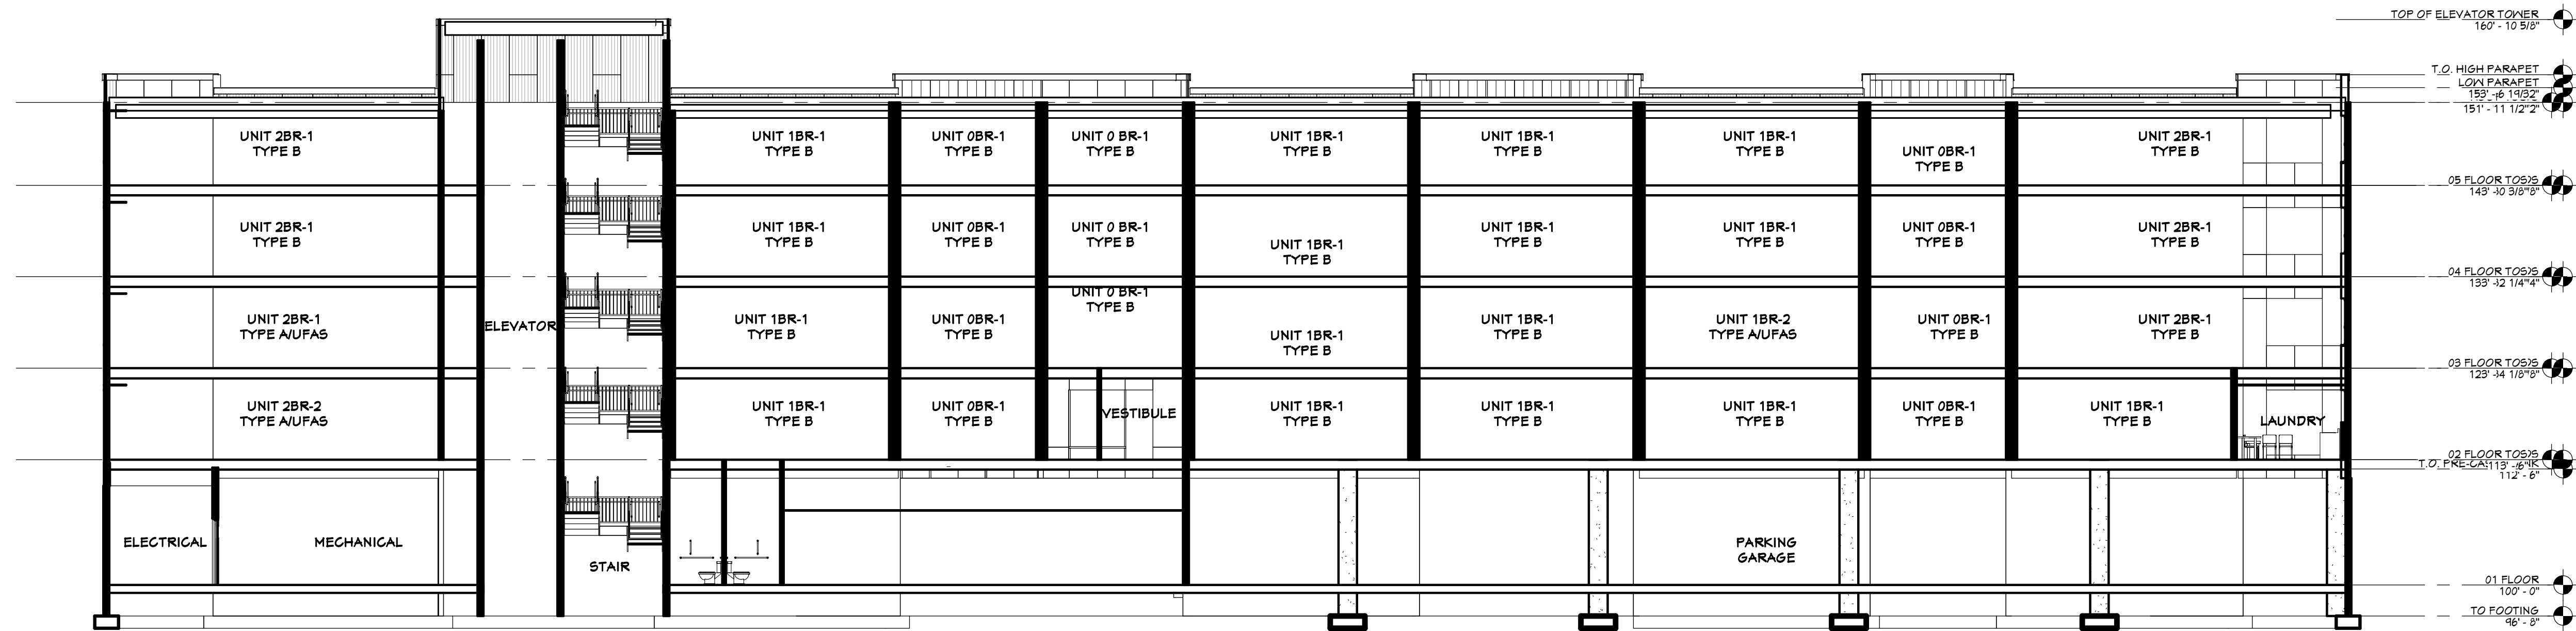 TOP OF ELEVATOR TOWER
160' - 10 5/8"
T.O. HIGH PARAPET
LOW PARAPET
UNIT 2BR-1
TYPE B
UNIT 1BR-1
TYPE B
UNIT 0BR-1
TYPE B
UNIT 0 BR-1
TYPE B
UNIT 1BR-1
TYPE B
UNIT 1BR-1
TYPE B
UNIT 1BR-1
TYPE B
UNIT 0BR-1
TYPE B
UNIT 2BR-1
TYPE B
05 FLOOR
UNIT 2BR-1
TYPE B
UNIT 1BR-1
TYPE B
UNIT 0BR-1
TYPE B
UNIT 0 BR-1
TYPE B
UNIT 1BR-1
TYPE B
UNIT 1BR-1
TYPE B
UNIT 1BR-1
TYPE B
UNIT 0BR-1
TYPE B
UNIT 2BR-1
TYPE B
04 FLOOR
UNIT 2BR-1
TYPE A/UFAS
ELEVATOR
UNIT 1BR-1
TYPE B
UNIT 0BR-1
TYPE B
UNIT 0 BR-1
TYPE B
UNIT 1BR-1
TYPE B
UNIT 1BR-1
TYPE B
UNIT 1BR-2
TYPE A/UFAS
UNIT 0BR-1
TYPE B
UNIT 2BR-1
TYPE B
03 FLOOR
UNIT 2BR-2
TYPE A/UFAS
UNIT 1BR-1
TYPE B
UNIT 0BR-1
TYPE B
VESTIBULE
UNIT 1BR-1
TYPE B
UNIT 1BR-1
TYPE B
UNIT 1BR-1
TYPE B
UNIT 0BR-1
TYPE B
UNIT 1BR-1
TYPE B
LAUNDRY
02 FLOOR
112' - 6"
ELECTRICAL
MECHANICAL
STAIR
PARKING
GARAGE
01 FLOOR
100' - 0"
TO FOOTING
96' - 8"